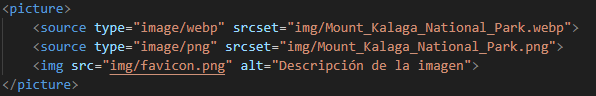 <picture>
<source type="image/webp" srcset="img/Mount_Kalaga_National_Park.webp">
<source type="image/png" srcset="img/Mount_Kalaga_National_Park.png">
<img src="img/favicon.png" alt="Descripción de la imagen">
</picture>